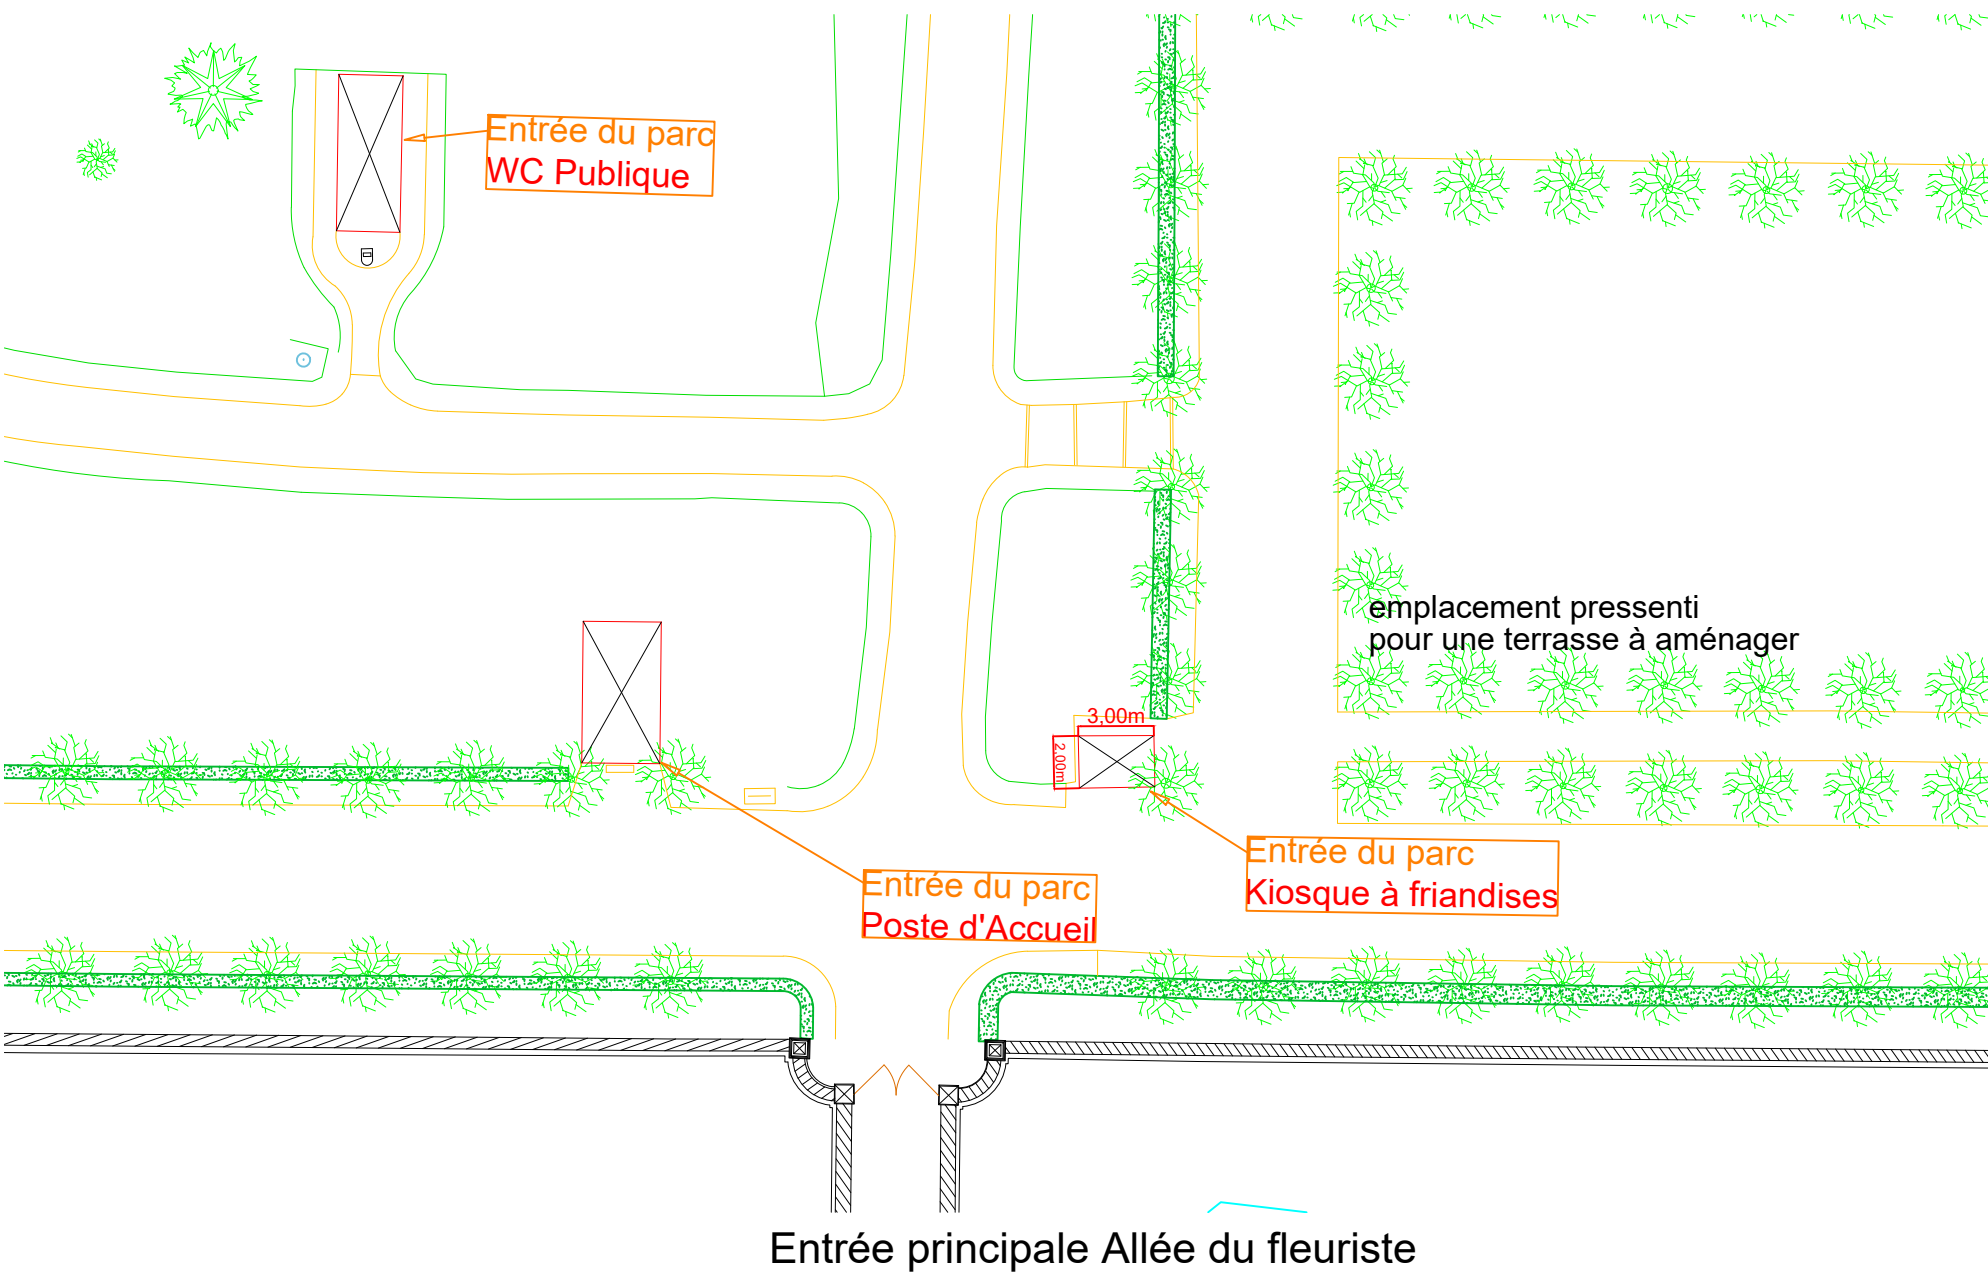 Entrée du parc
WC Publique
emplacement pressenti
pour une terrasse à aménager
3,00m
2,00m
Entrée du parc
Kiosque à friandises
Entrée du parc
Poste d'Accueil
Entrée principale Allée du fleuriste